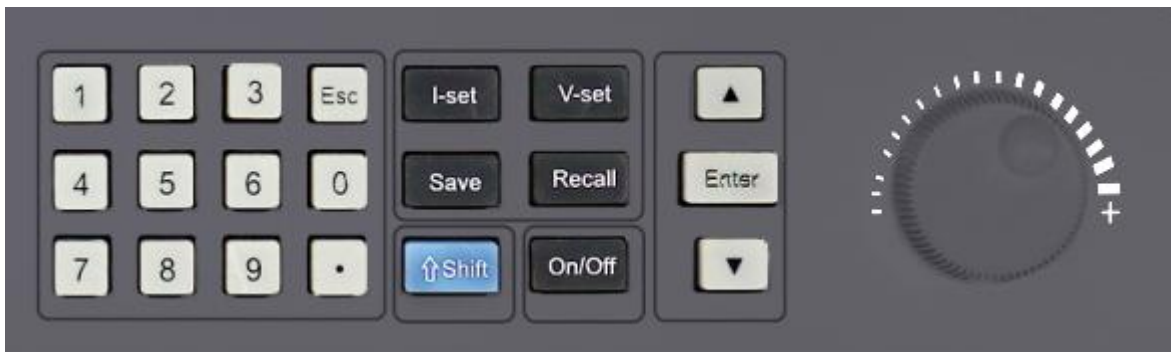 1 2 3 Esc I-set V-set ▲
4 5 6 0 Save Recall Enter
7 8 9 . ⇧Shift On/Off ▼
- +